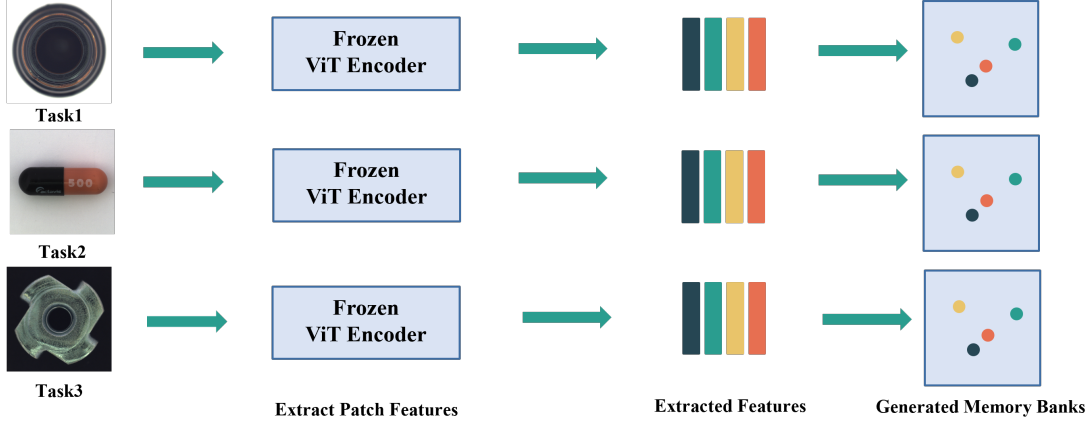 Frozen
ViT Encoder
Task1
500
Frozen
ViT Encoder
Task2
Frozen
ViT Encoder
Task3
Extract Patch Features
Extracted Features
Generated Memory Banks